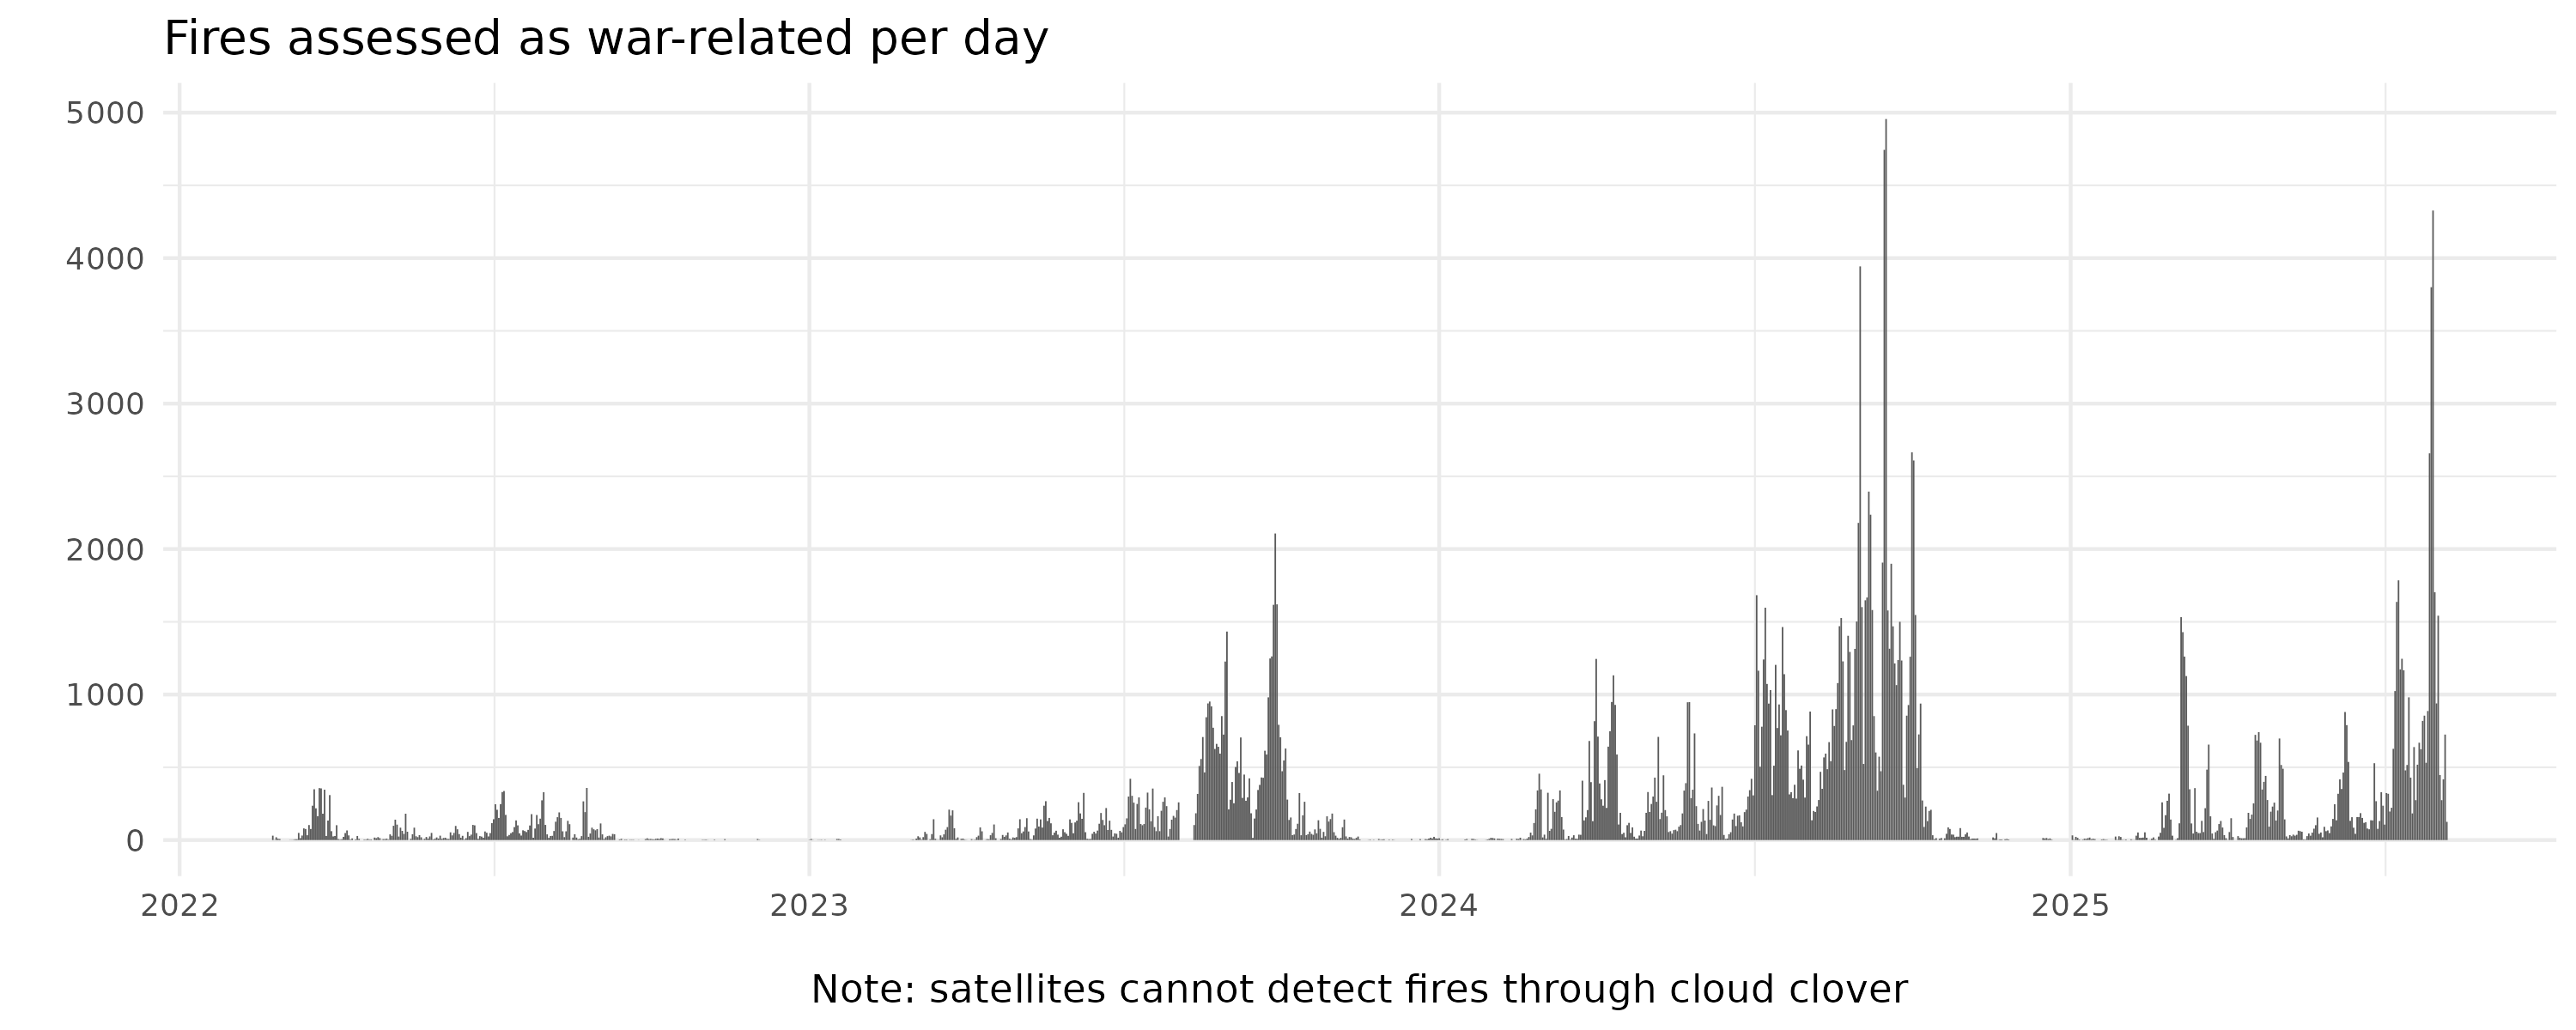 Fires assessed as war-related per day
5000
4000
3000
2000
1000
0
2022 2023 2024 2025
Note: satellites cannot detect fires through cloud clover